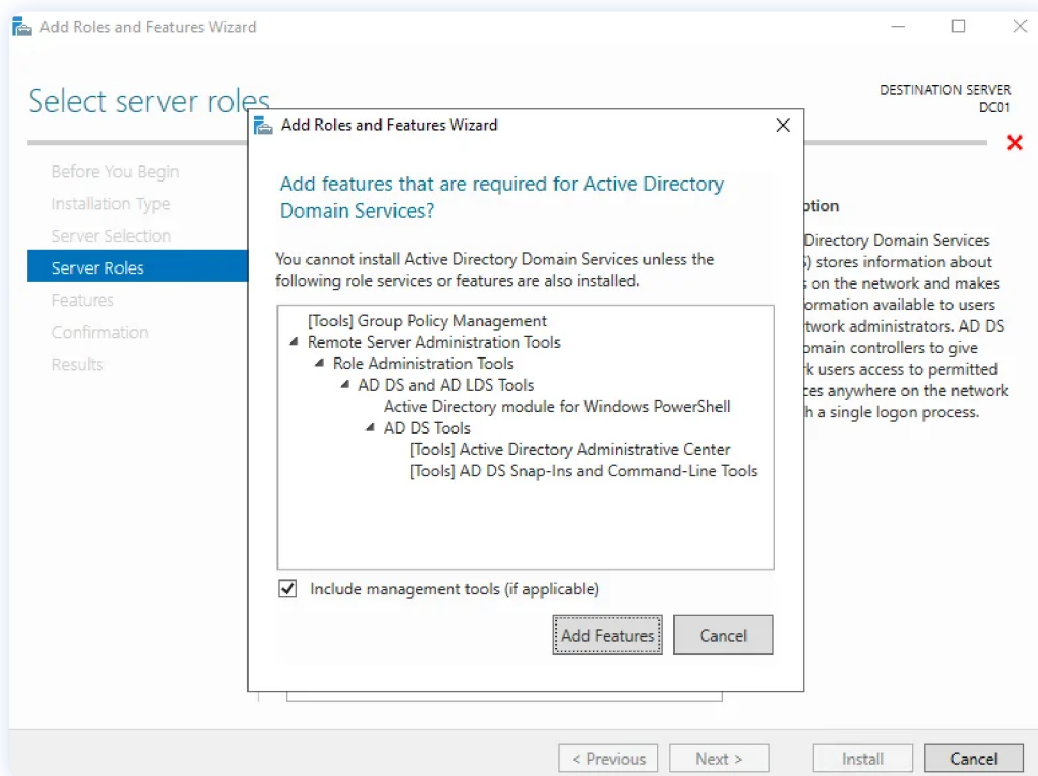 Add Roles and Features Wizard
Select server roles
DESTINATION SERVER
DC01
Before You Begin
Installation Type
Server Selection
Server Roles
Features
Confirmation
Results
Add Roles and Features Wizard
Add features that are required for Active Directory
Domain Services?
You cannot install Active Directory Domain Services unless the
following role services or features are also installed.
[Tools] Group Policy Management
Remote Server Administration Tools
Role Administration Tools
AD DS and AD LDS Tools
Active Directory module for Windows PowerShell
AD DS Tools
[Tools] Active Directory Administrative Center
[Tools] AD DS Snap-Ins and Command-Line Tools
Include management tools (if applicable)
Add Features
Cancel
Directory Domain Services
stores information about
on the network and makes
available to users
administrators. AD DS
controllers to give
users access to permitted
anywhere on the network
a single logon process.
< Previous
Next >
Install
Cancel